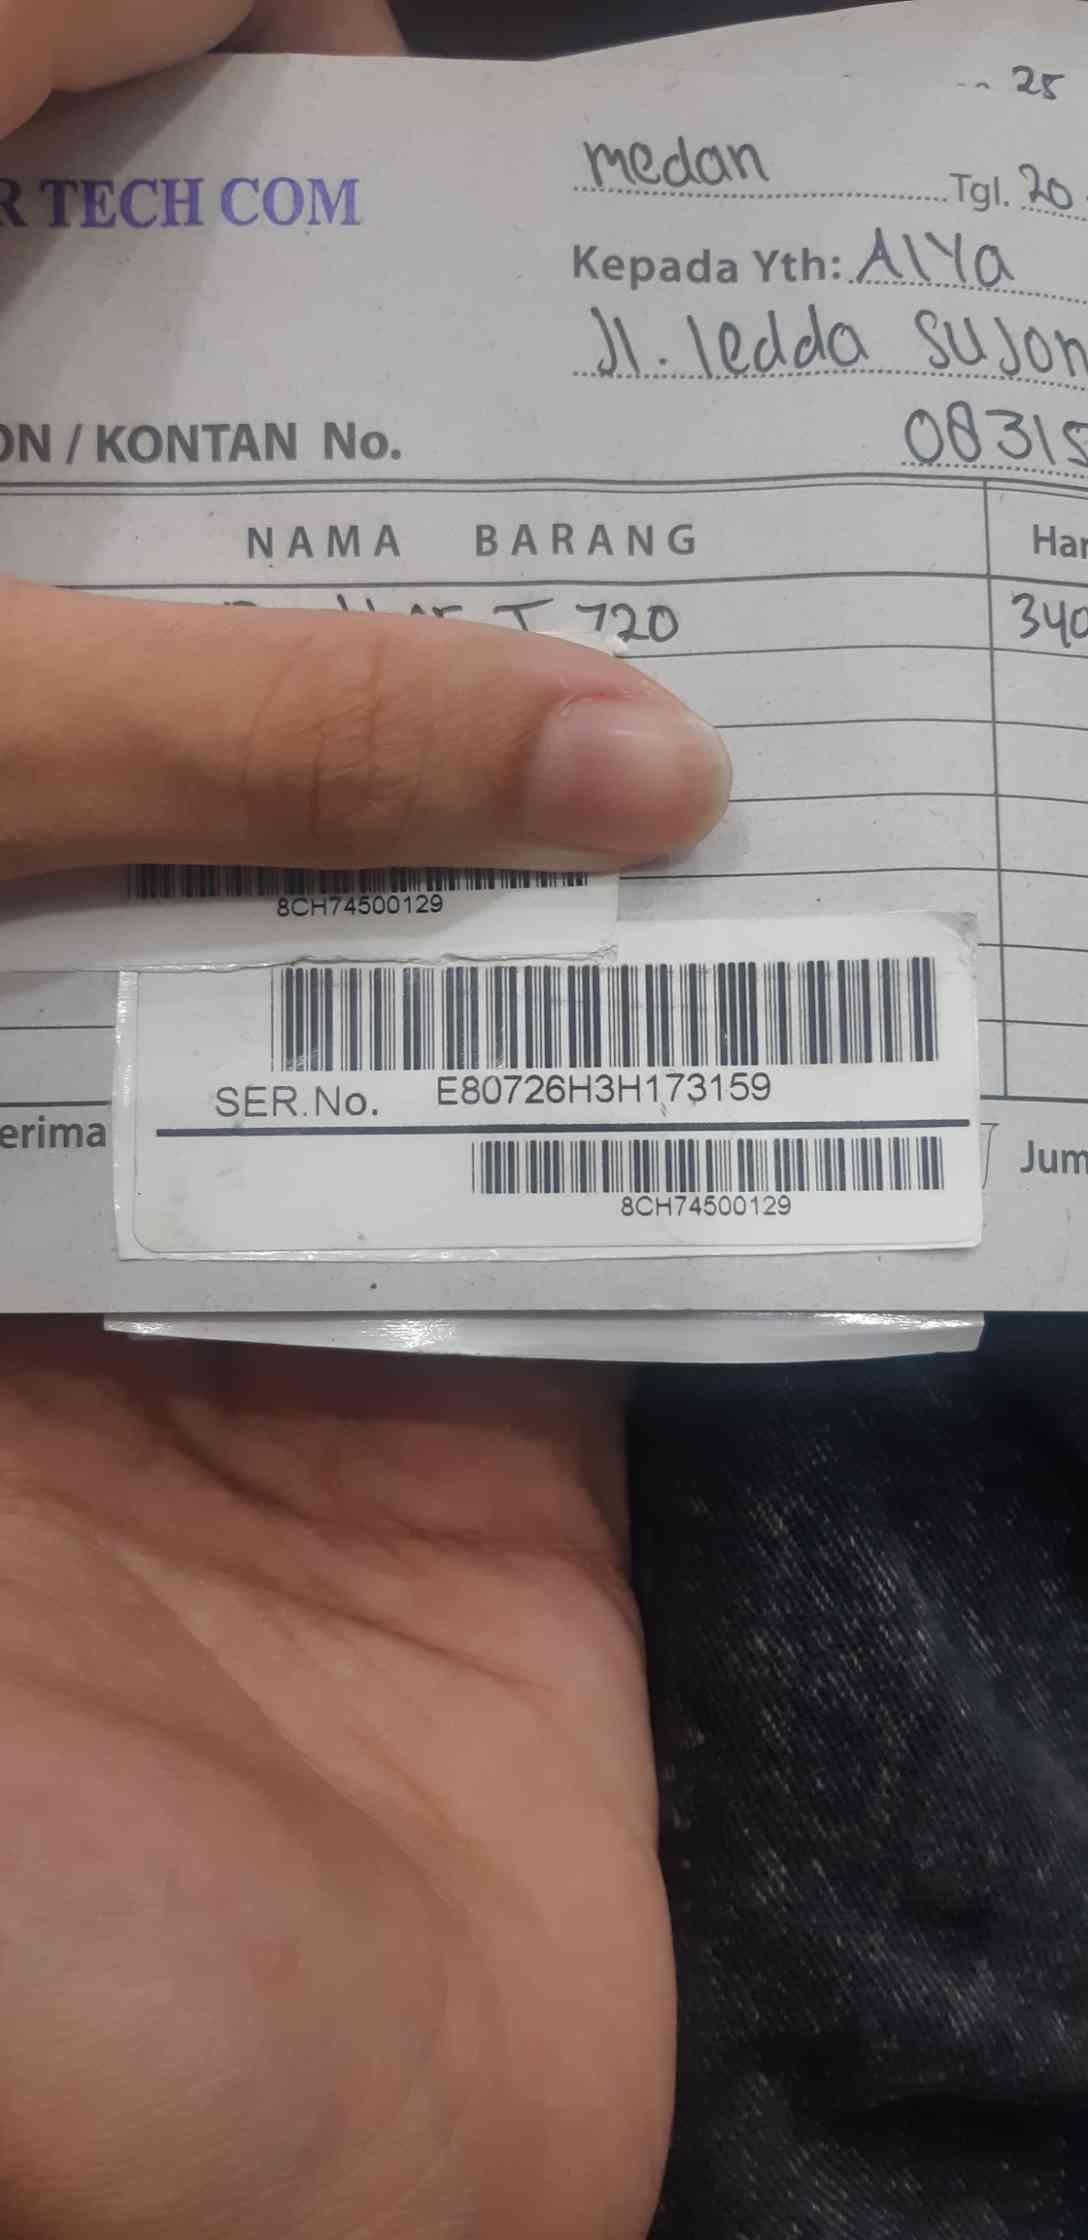 25
medan Tgl. 20
R TECH COM
Kepada Yth: Alya
Jl. ledda Sujon
ON / KONTAN No. 08315
NAMA BARANG Har
T 720 340
8CH74500129
SER.No. E80726H3H173159
8CH74500129
erima Jum